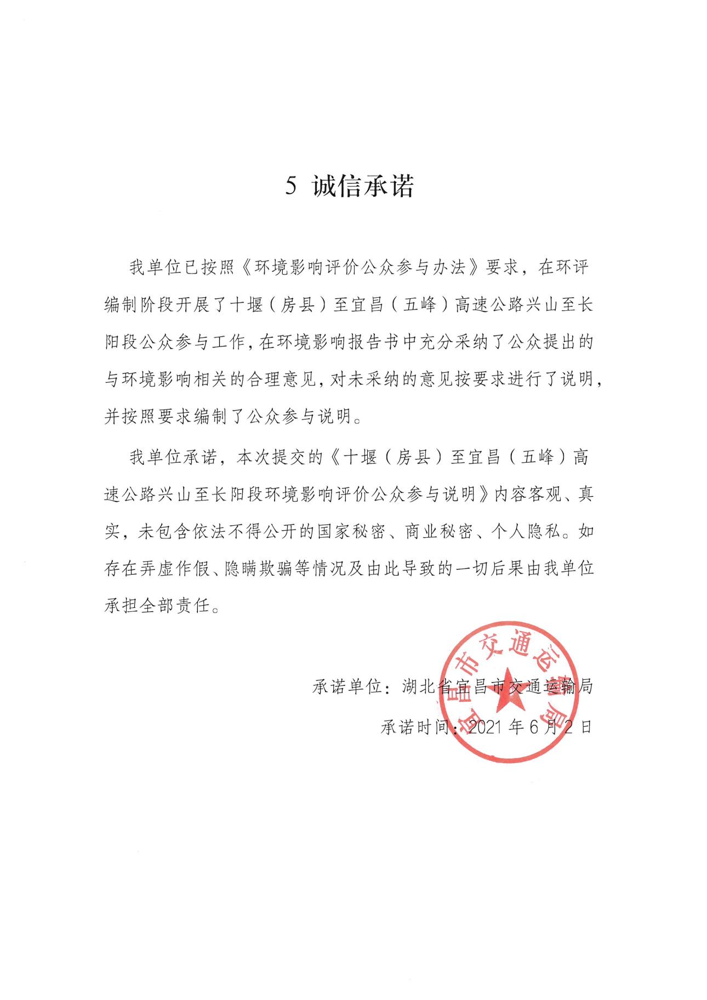 5 诚信承诺
我单位已按照《环境影响评价公众参与办法》要求，在环评
编制阶段开展了十堰（房县）至宜昌（五峰）高速公路兴山至长
阳段公众参与工作，在环境影响报告书中充分采纳了公众提出的
与环境影响相关的合理意见，对未采纳的意见按要求进行了说明，
并按照要求编制了公众参与说明。
我单位承诺，本次提交的《十堰（房县）至宜昌（五峰）高
速公路兴山至长阳段环境影响评价公众参与说明》内容客观、真
实，未包含依法不得公开的国家秘密、商业秘密、个人隐私。如
存在弄虚作假、隐瞒欺骗等情况及由此导致的一切后果由我单位
承担全部责任。
承诺单位：湖北省宜昌市交通运输局
承诺时间：2021年6月2日
宜昌市交通运输局